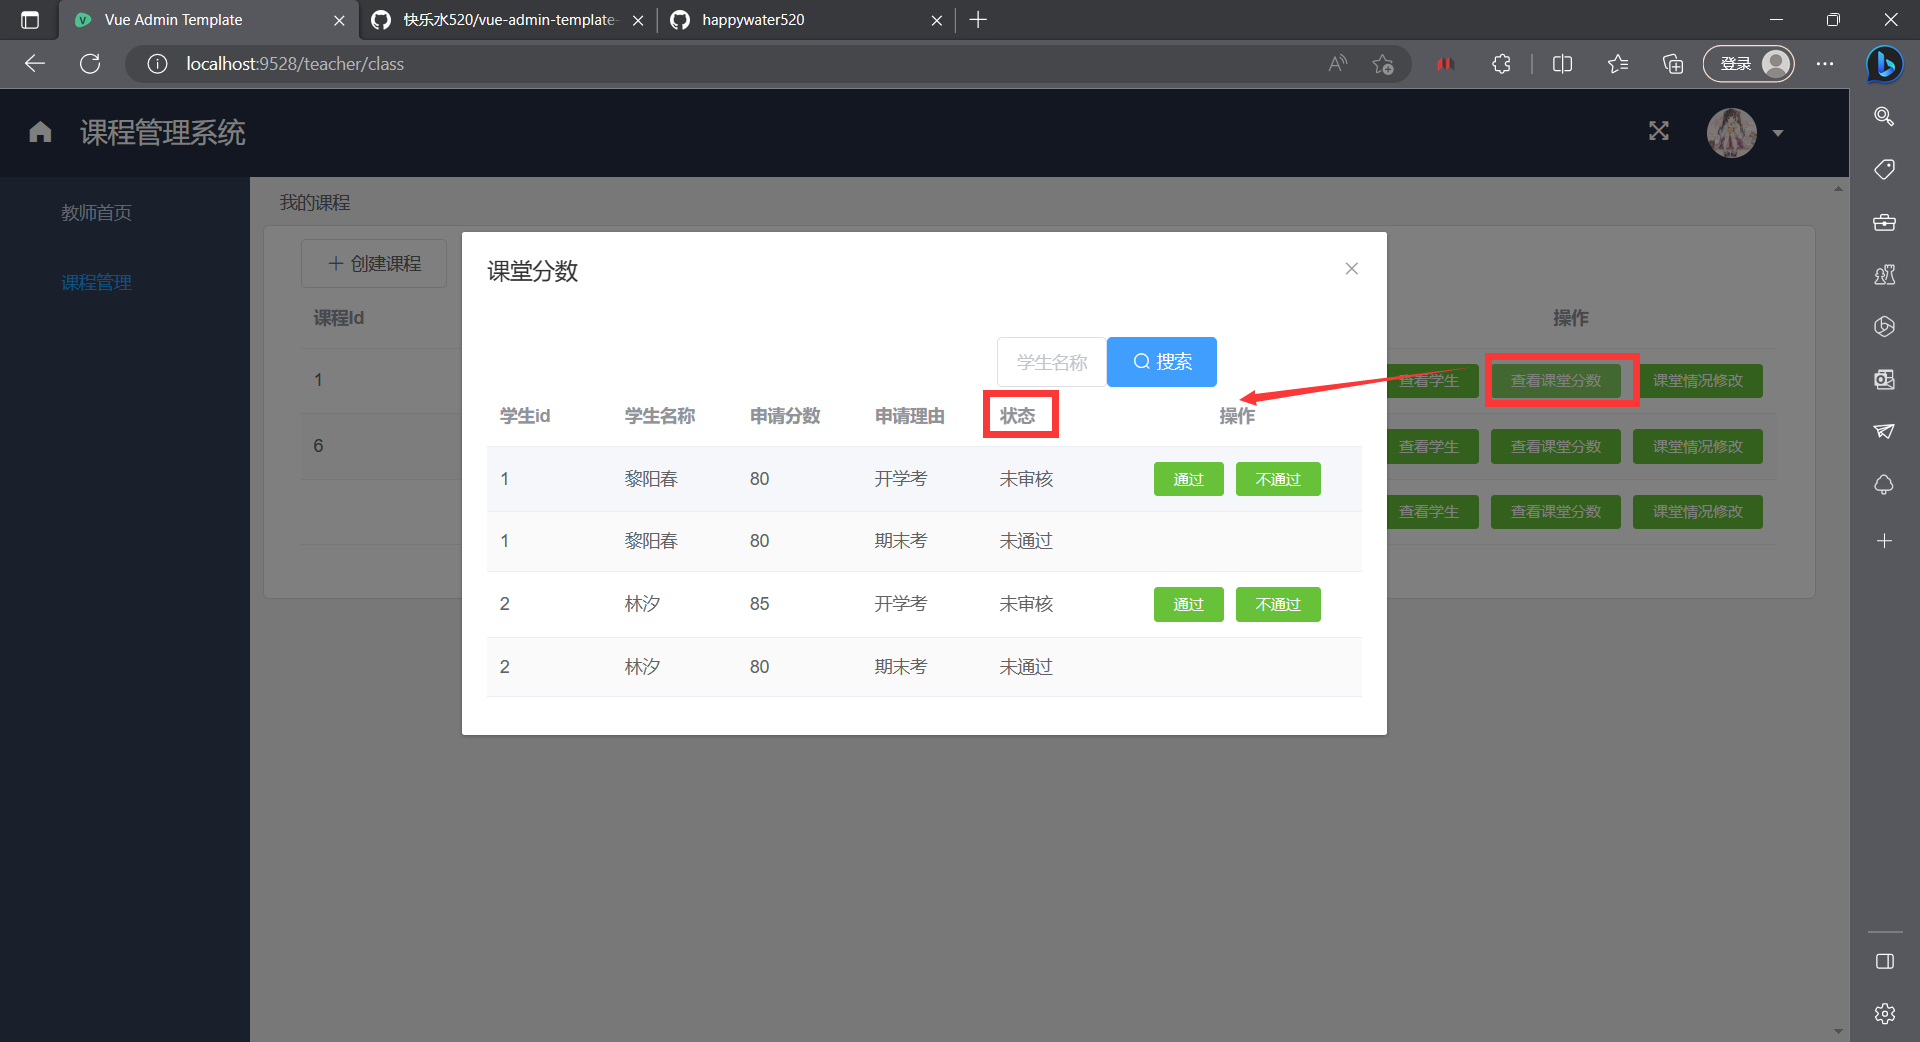 Vue Admin Template
快乐水520/vue-admin-template-
happywater520
localhost:9528/teacher/class
登录
课程管理系统
教师首页
课程管理
我的课程
创建课程
课程Id
操作
1
查看学生
查看课堂分数
课堂情况修改
6
查看学生
查看课堂分数
课堂情况修改
查看学生
查看课堂分数
课堂情况修改
课堂分数
学生名称
搜索
学生id 学生名称 申请分数 申请理由 状态 操作
1 黎阳春 80 开学考 未审核 通过 不通过
1 黎阳春 80 期末考 未通过
2 林汐 85 开学考 未审核 通过 不通过
2 林汐 80 期末考 未通过